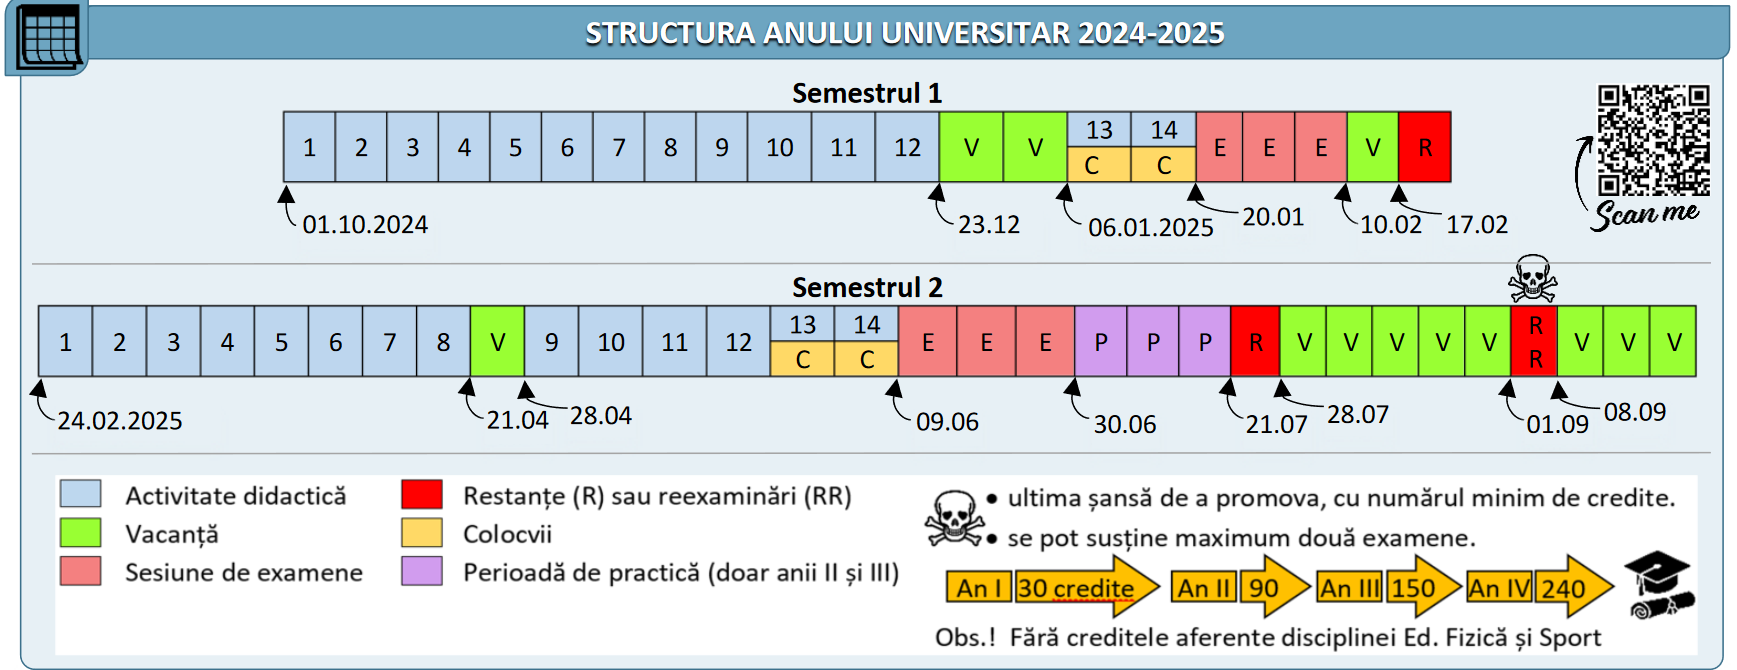 STRUCTURA ANULUI UNIVERSITAR 2024-2025
Semestrul 1
1 2 3 4 5 6 7 8 9 10 11 12 V V 13 14 E E E V R
C C
01.10.2024 23.12 06.01.2025 20.01 10.02 17.02
Scan me
Semestrul 2
1 2 3 4 5 6 7 8 V 9 10 11 12 13 14 E E E P P P R V V V V V R V V V
C C R
24.02.2025 21.04 28.04 09.06 30.06 21.07 28.07 01.09 08.09
Activitate didactică
Vacanță
Sesiune de examene
Restanțe (R) sau reexaminări (RR)
Colocvii
Perioadă de practică (doar anii II și III)
• ultima șansă de a promova, cu numărul minim de credite.
• se pot susține maximum două examene.
An I 30 credite An II 90 An III 150 An IV 240
Obs.! Fără creditele aferente disciplinei Ed. Fizică și Sport